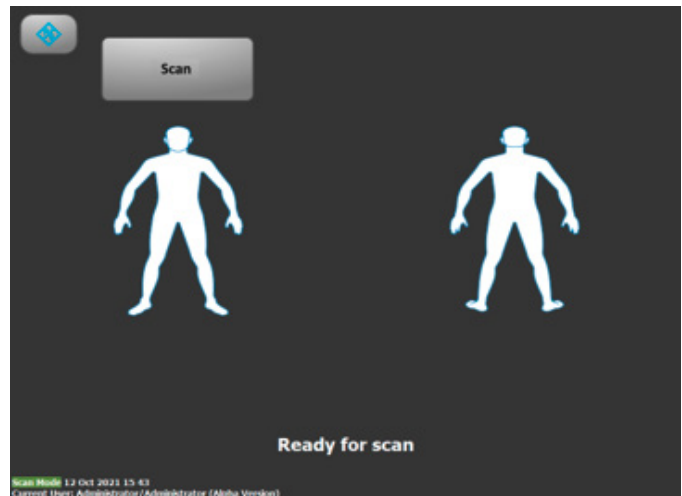 Scan
Ready for scan
Scan Mode 12 Oct 2021 15 43
Current User: Administrator/Administrator (Alpha Version)